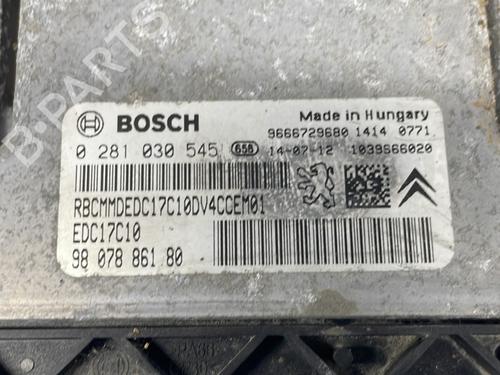 B-PARTS
BOSCH
Made in Hungary
9666729680 1414 0771
0 281 030 545 658 14-07-12 1039S66020
RBCMMDEDC17C10DV4CCEM01
EDC17C10
98 078 861 80